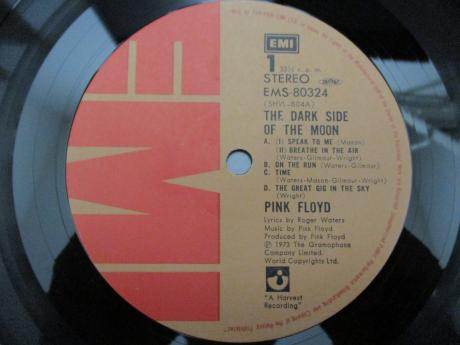 EMI
1
33⅓ r. p. m.
STEREO
EMS-80324
(SHVL-804A)
THE DARK SIDE
OF THE MOON
A. (I) SPEAK TO ME (Mason)
(II) BREATHE IN THE AIR
(Waters-Gilmour-Wright)
B. ON THE RUN (Waters-Gilmour)
C. TIME
(Waters-Mason-Gilmour-Wright)
D. THE GREAT GIG IN THE SKY
(Wright)
PINK FLOYD
Lyrics by Roger Waters
Music by Pink Floyd
Produced by Pink Floyd
℗ 1973 The Gramophone
Company Limited.
World Copyrights Ltd.
"A Harvest
Recording"
EMI